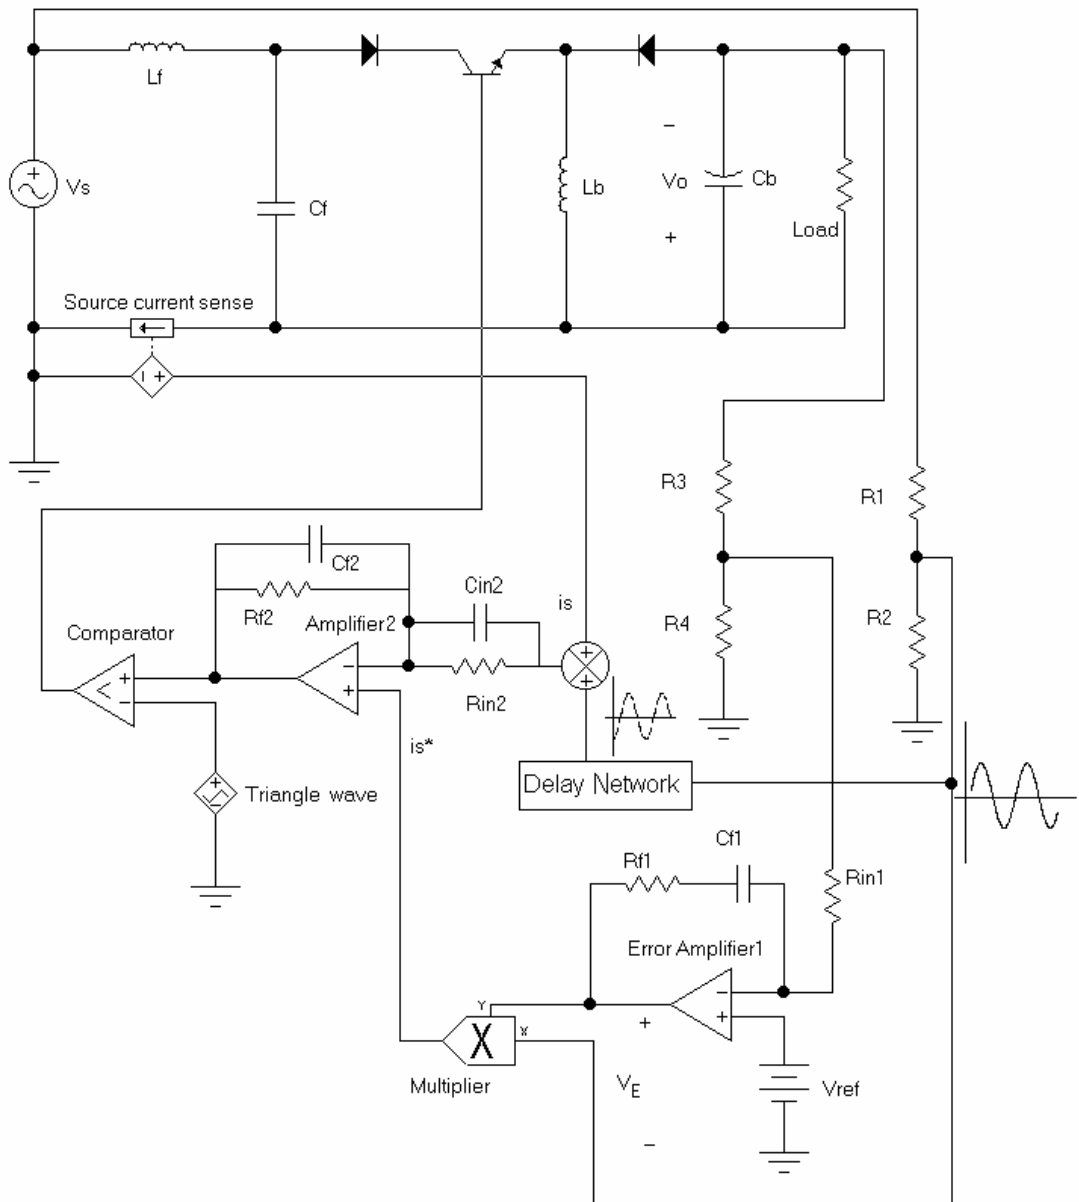 Lf
Vs
Cf
Lb
−
Vo
+
Cb
Load
Source current sense
R3
R1
Cf2
Rf2
Cin2
is
R4
R2
Comparator
Amplifier2
Rin2
is*
Delay Network
Triangle wave
Cf1
Rf1
Rin1
Error Amplifier1
Y
X
X
Multiplier
+
VE
−
Vref